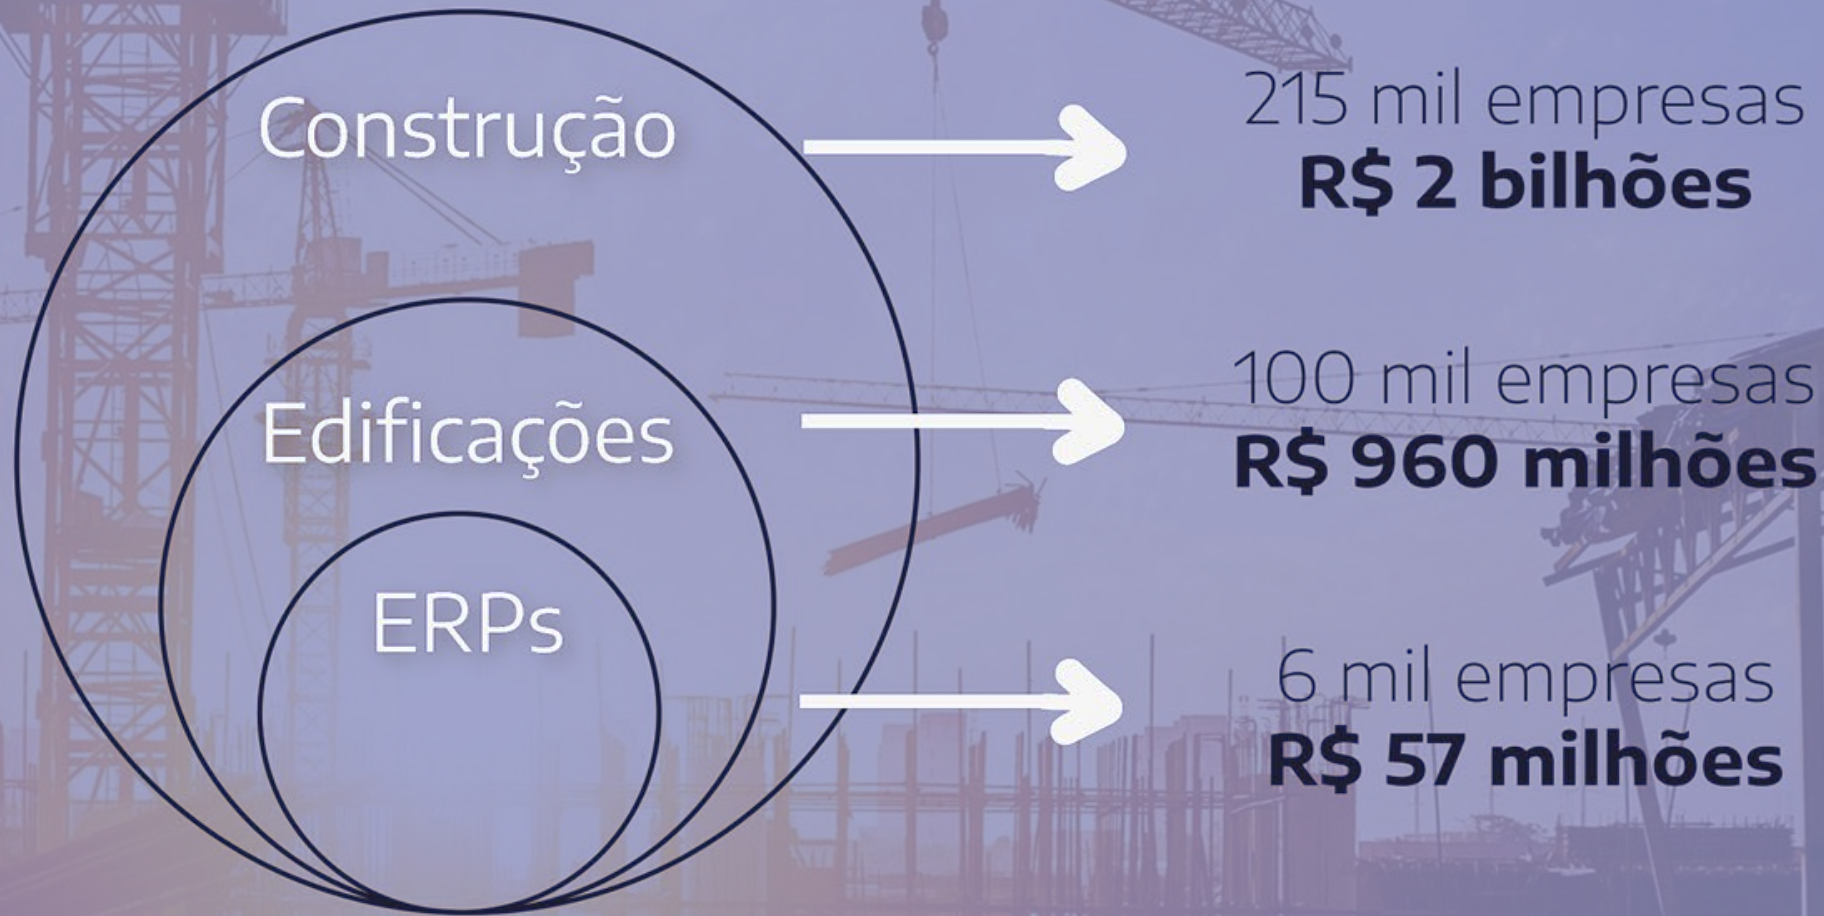 Construção
215 mil empresas
R$ 2 bilhões
Edificações
100 mil empresas
R$ 960 milhões
ERPs
6 mil empresas
R$ 57 milhões